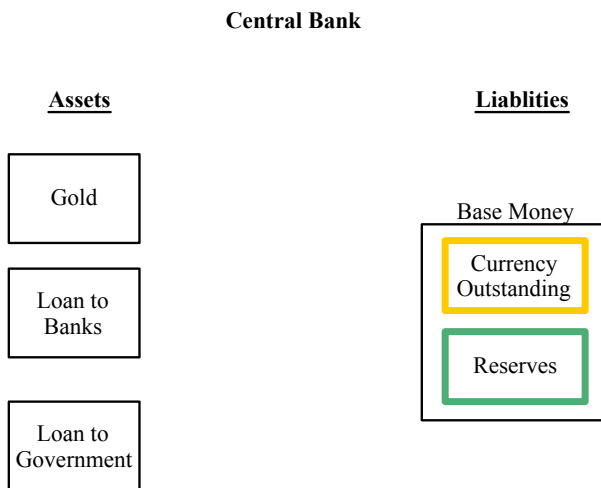 Central Bank
Assets
Liablities
Gold
Base Money
Currency
Outstanding
Loan to
Banks
Reserves
Loan to
Government